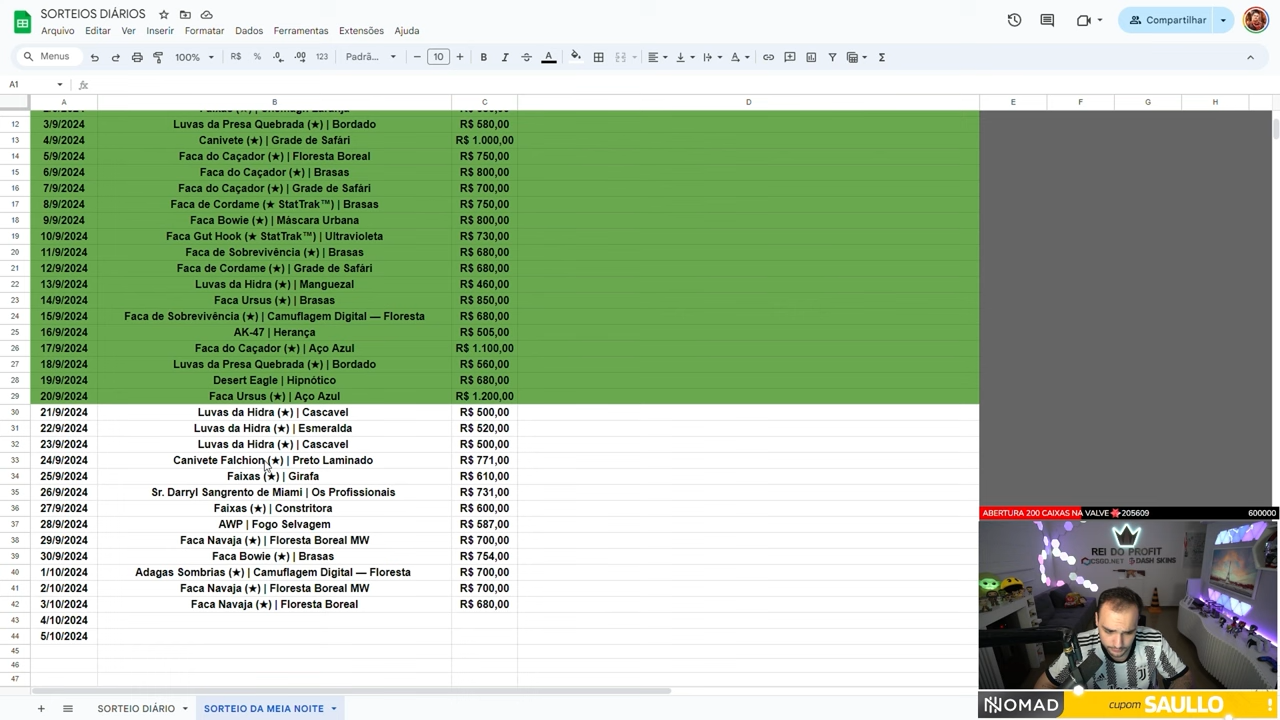 SORTEIOS DIÁRIOS
Arquivo Editar Ver Inserir Formatar Dados Ferramentas Extensões Ajuda
Compartilhar
Menus 100% R$ % .0 .00 123 Padrã... 10 B I A
A1 fx
A B C D E F G H
12 3/9/2024 Luvas da Presa Quebrada (★) | Bordado R$ 580,00
13 4/9/2024 Canivete (★) | Grade de Safári R$ 1.000,00
14 5/9/2024 Faca do Caçador (★) | Floresta Boreal R$ 750,00
15 6/9/2024 Faca do Caçador (★) | Brasas R$ 800,00
16 7/9/2024 Faca do Caçador (★) | Grade de Safári R$ 700,00
17 8/9/2024 Faca de Cordame (★ StatTrak™) | Brasas R$ 750,00
18 9/9/2024 Faca Bowie (★) | Máscara Urbana R$ 800,00
19 10/9/2024 Faca Gut Hook (★ StatTrak™) | Ultravioleta R$ 730,00
20 11/9/2024 Faca de Sobrevivência (★) | Brasas R$ 680,00
21 12/9/2024 Faca de Cordame (★) | Grade de Safári R$ 680,00
22 13/9/2024 Luvas da Hidra (★) | Manguezal R$ 460,00
23 14/9/2024 Faca Ursus (★) | Brasas R$ 850,00
24 15/9/2024 Faca de Sobrevivência (★) | Camuflagem Digital — Floresta R$ 680,00
25 16/9/2024 AK-47 | Herança R$ 505,00
26 17/9/2024 Faca do Caçador (★) | Aço Azul R$ 1.100,00
27 18/9/2024 Luvas da Presa Quebrada (★) | Bordado R$ 560,00
28 19/9/2024 Desert Eagle | Hipnótico R$ 680,00
29 20/9/2024 Faca Ursus (★) | Aço Azul R$ 1.200,00
30 21/9/2024 Luvas da Hidra (★) | Cascavel R$ 500,00
31 22/9/2024 Luvas da Hidra (★) | Esmeralda R$ 520,00
32 23/9/2024 Luvas da Hidra (★) | Cascavel R$ 500,00
33 24/9/2024 Canivete Falchion (★) | Preto Laminado R$ 771,00
34 25/9/2024 Faixas (★) | Girafa R$ 610,00
35 26/9/2024 Sr. Darryl Sangrento de Miami | Os Profissionais R$ 731,00
36 27/9/2024 Faixas (★) | Constritora R$ 600,00
37 28/9/2024 AWP | Fogo Selvagem R$ 587,00
38 29/9/2024 Faca Navaja (★) | Floresta Boreal MW R$ 700,00
39 30/9/2024 Faca Bowie (★) | Brasas R$ 754,00
40 1/10/2024 Adagas Sombrias (★) | Camuflagem Digital — Floresta R$ 700,00
41 2/10/2024 Faca Navaja (★) | Floresta Boreal MW R$ 700,00
42 3/10/2024 Faca Navaja (★) | Floresta Boreal R$ 680,00
43 4/10/2024
44 5/10/2024
45
46
47
ABERTURA 200 CAIXAS NA VALVE 205609 600000
REI DO PROFIT
CSGO.NET DASH SKINS
NOMAD cupom SAULLO !
SORTEIO DIÁRIO SORTEIO DA MEIA NOITE